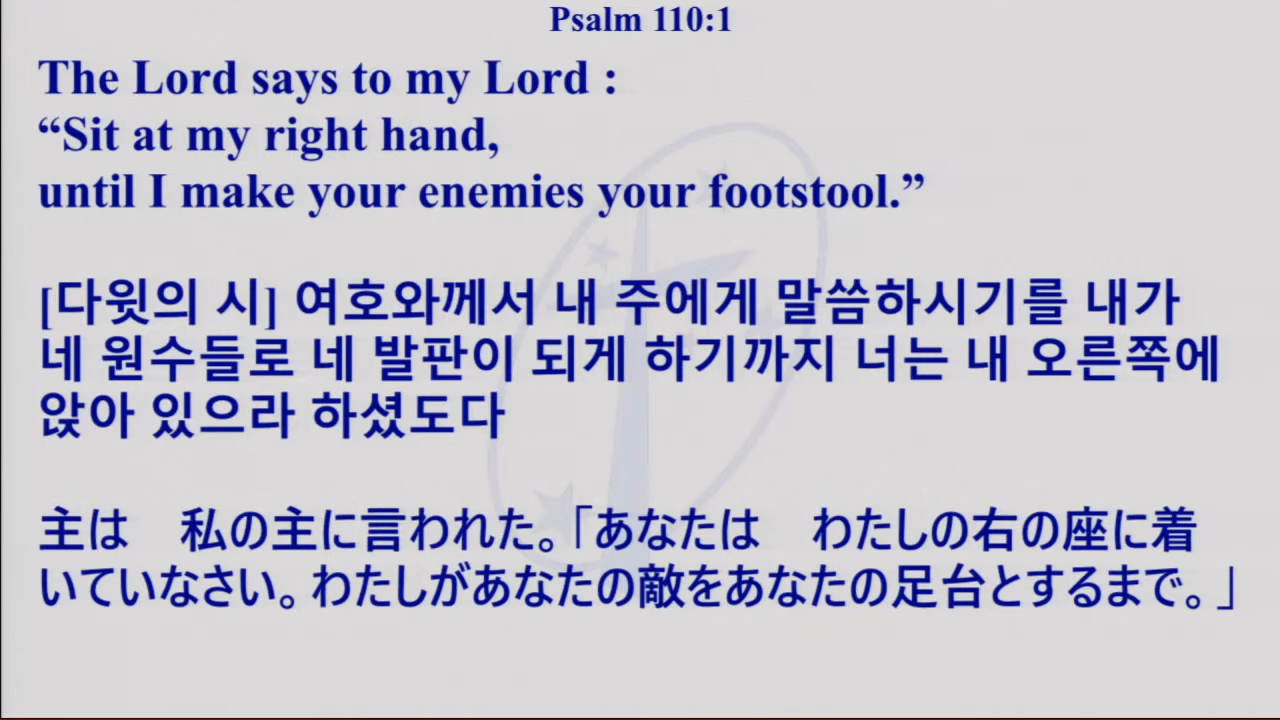 Psalm 110:1
The Lord says to my Lord :
“Sit at my right hand,
until I make your enemies your footstool.”
[다윗의 시] 여호와께서 내 주에게 말씀하시기를 내가
네 원수들로 네 발판이 되게 하기까지 너는 내 오른쪽에
앉아 있으라 하셨도다
主は　私の主に言われた。「あなたは　わたしの右の座に着
いていなさい。わたしがあなたの敵をあなたの足台とするまで。」